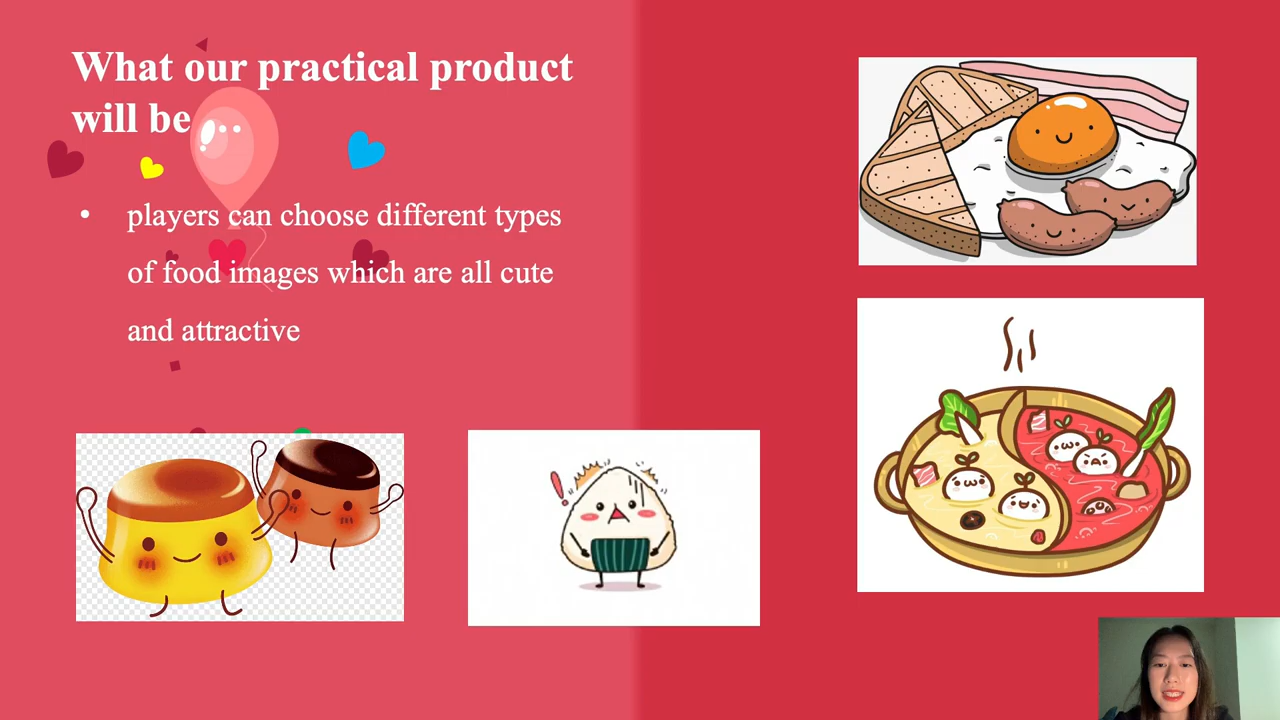 What our practical product
will be
• players can choose different types
of food images which are all cute
and attractive